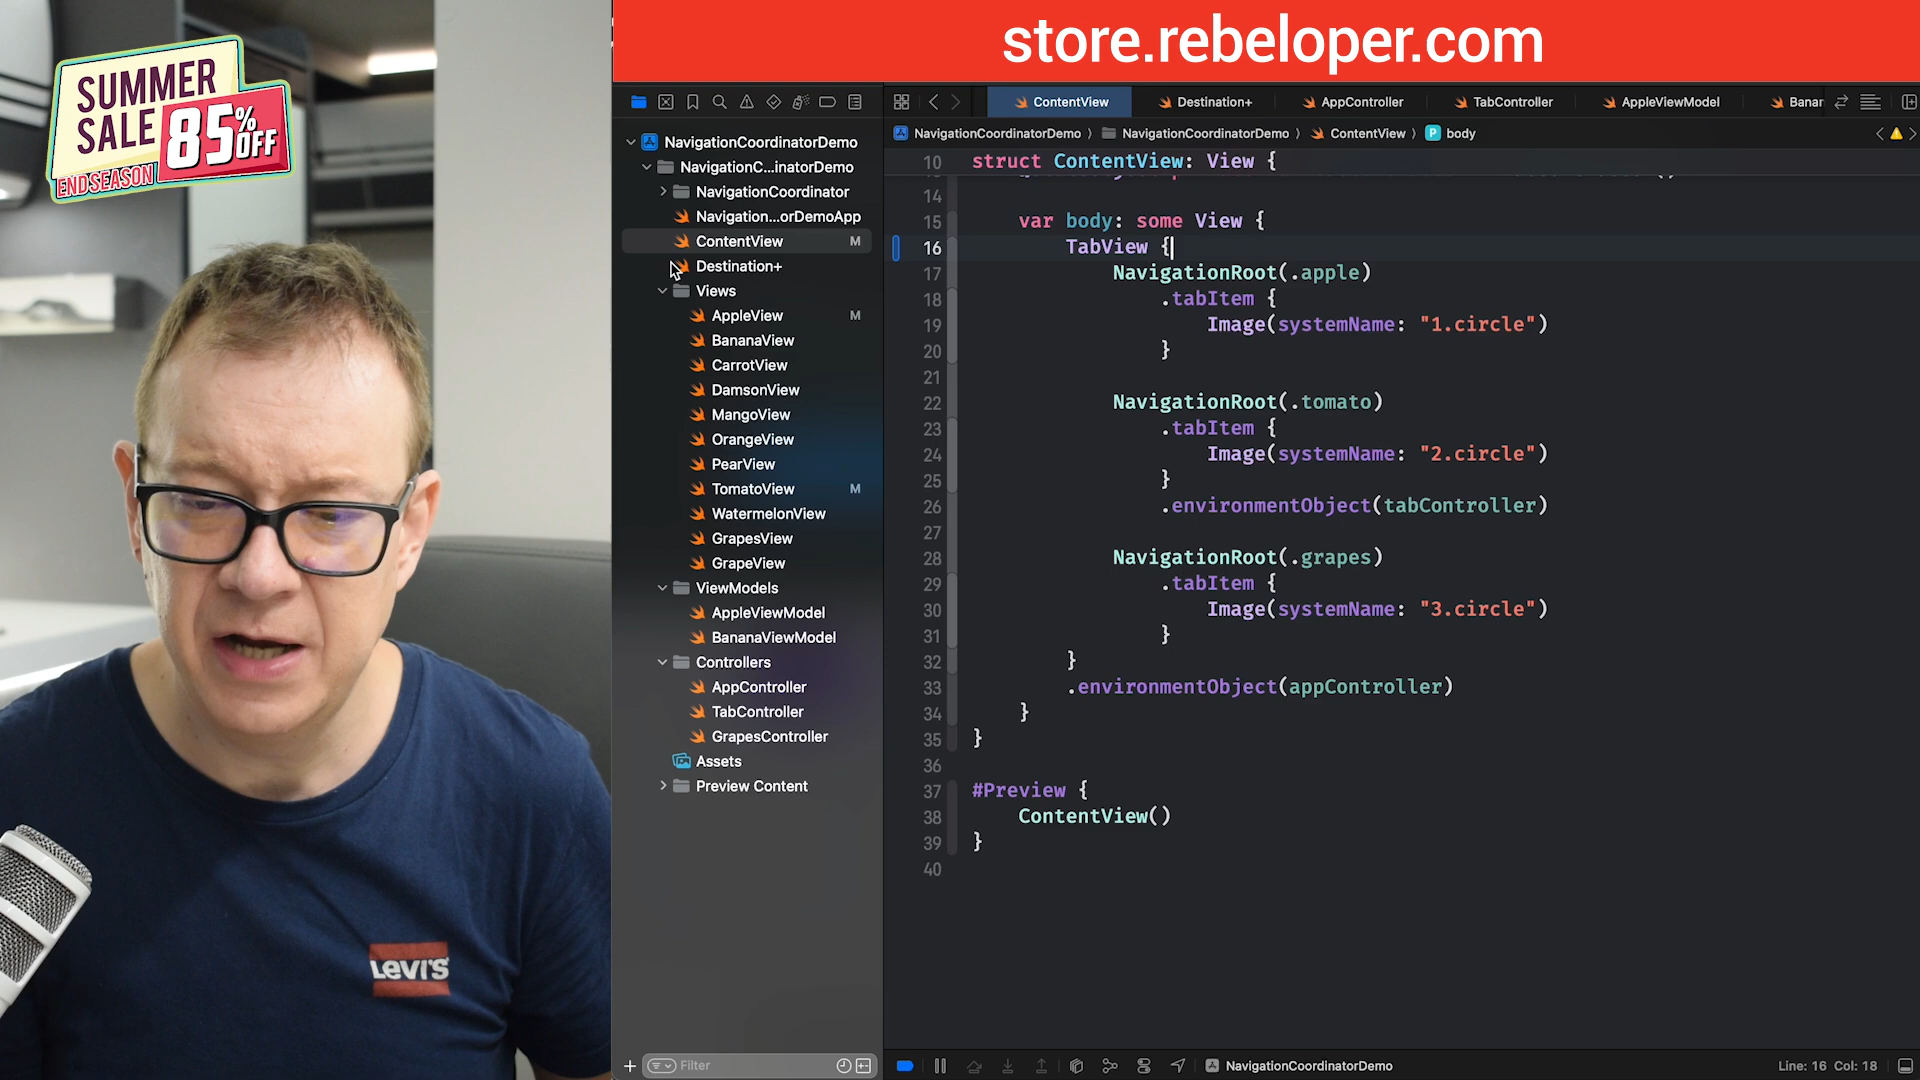 SUMMER
SALE
85% OFF
END SEASON
LEVI'S
store.rebeloper.com
ContentView
Destination+
AppController
TabController
AppleViewModel
Banar
NavigationCoordinatorDemo
NavigationCoordinatorDemo
ContentView
P body
NavigationCoordinatorDemo
NavigationC...inatorDemo
NavigationCoordinator
Navigation...orDemoApp
ContentView M
Destination+
Views
AppleView M
BananaView
CarrotView
DamsonView
MangoView
OrangeView
PearView
TomatoView M
WatermelonView
GrapesView
GrapeView
ViewModels
AppleViewModel
BananaViewModel
Controllers
AppController
TabController
GrapesController
Assets
Preview Content
Filter
10 struct ContentView: View {
14
15 var body: some View {
16 TabView {
17 NavigationRoot(.apple)
18 .tabItem {
19 Image(systemName: "1.circle")
20 }
21
22 NavigationRoot(.tomato)
23 .tabItem {
24 Image(systemName: "2.circle")
25 }
26 .environmentObject(tabController)
27
28 NavigationRoot(.grapes)
29 .tabItem {
30 Image(systemName: "3.circle")
31 }
32 }
33 .environmentObject(appController)
34 }
35 }
36
37 #Preview {
38 ContentView()
39 }
40
NavigationCoordinatorDemo
Line: 16 Col: 18